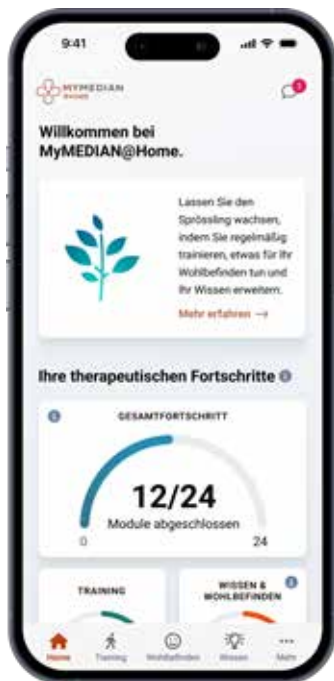 9:41
MYMEDIAN
@HOME
3
Willkommen bei
MyMEDIAN@Home.
Lassen Sie den
Sprössling wachsen,
indem Sie regelmäßig
trainieren, etwas für Ihr
Wohlbefinden tun und
Ihr Wissen erweitern.
Mehr erfahren →
Ihre therapeutischen Fortschritte
GESAMTFORTSCHRITT
12/24
Module abgeschlossen
0 24
TRAINING
WISSEN &
WOHLBEFINDEN
Home Training Wohlbefinden Wissen Mehr